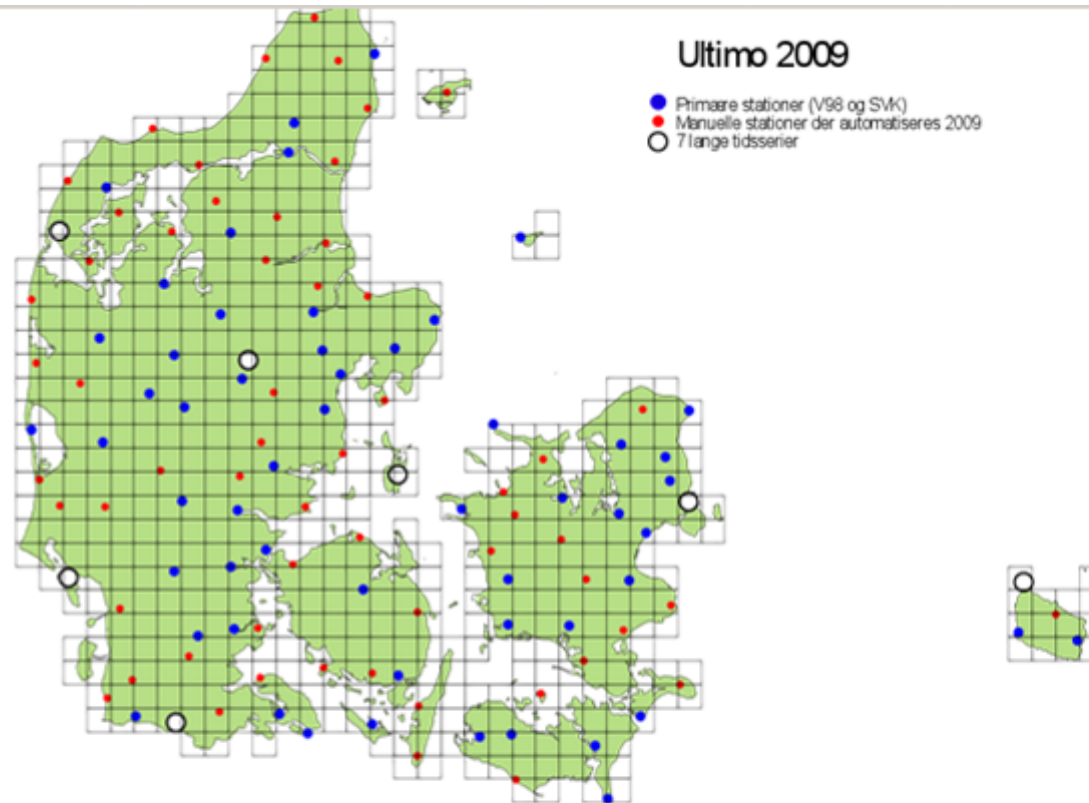 Ultimo 2009
Primære stationer (V98 og SVK)
Manuelle stationer der automatiseres 2009
7 lange tidsserier